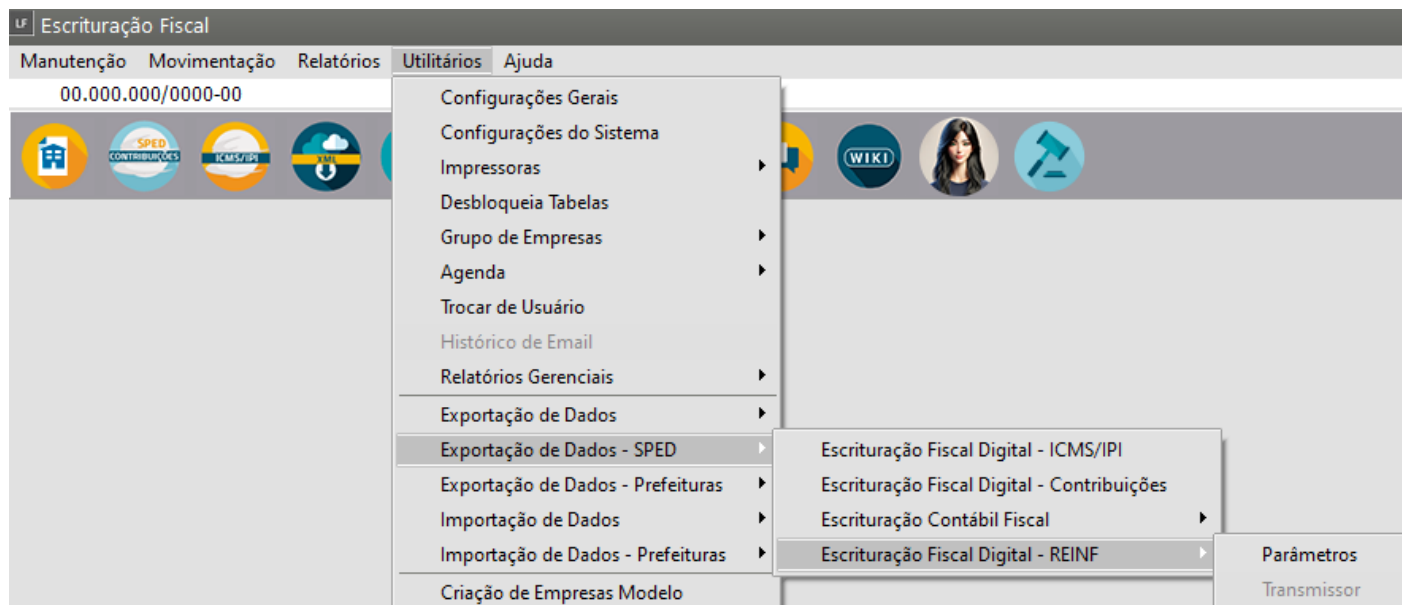 LF Escrituração Fiscal
Manutenção Movimentação Relatórios Utilitários Ajuda
00.000.000/0000-00
SPED
CONTRIBUIÇÕES
ICMS/IPI
XML
WIKI
Configurações Gerais
Configurações do Sistema
Impressoras
Desbloqueia Tabelas
Grupo de Empresas
Agenda
Trocar de Usuário
Histórico de Email
Relatórios Gerenciais
Exportação de Dados
Exportação de Dados - SPED
Exportação de Dados - Prefeituras
Importação de Dados
Importação de Dados - Prefeituras
Criação de Empresas Modelo
Escrituração Fiscal Digital - ICMS/IPI
Escrituração Fiscal Digital - Contribuições
Escrituração Contábil Fiscal
Escrituração Fiscal Digital - REINF
Parâmetros
Transmissor